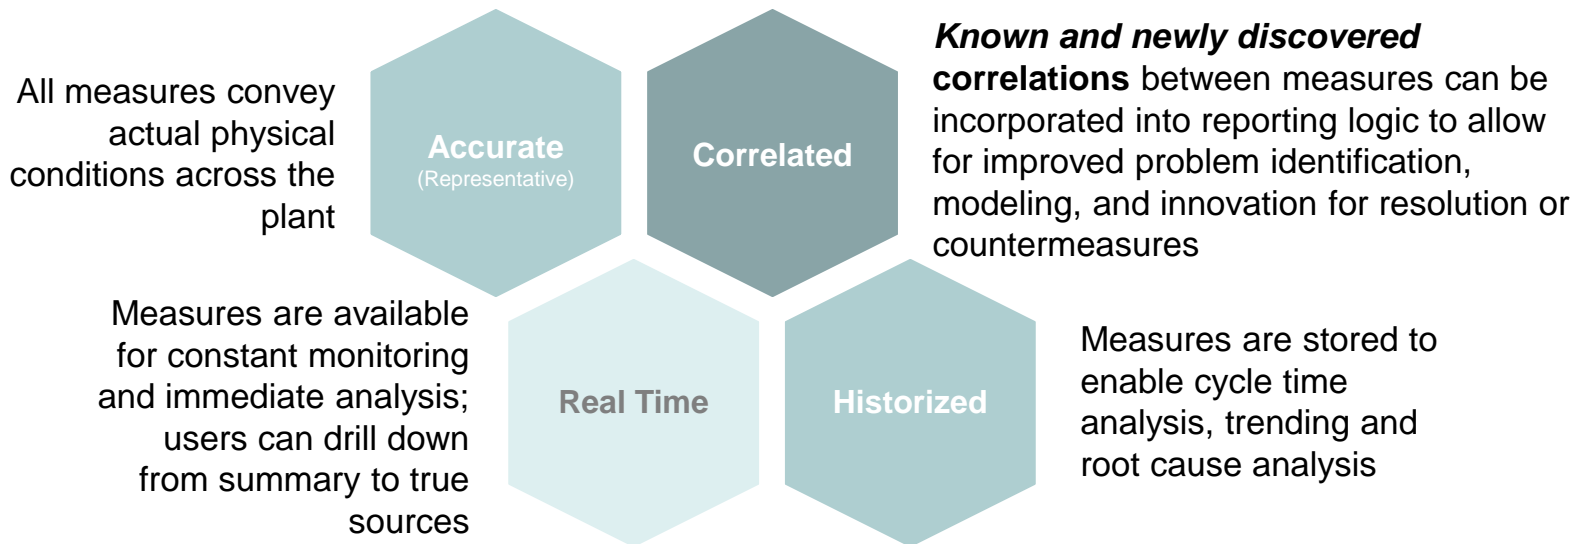 All measures convey
actual physical
conditions across the
plant
Accurate
(Representative)
Correlated
Known and newly discovered
correlations between measures can be
incorporated into reporting logic to allow
for improved problem identification,
modeling, and innovation for resolution or
countermeasures
Measures are available
for constant monitoring
and immediate analysis;
users can drill down
from summary to true
sources
Real Time
Historized
Measures are stored to
enable cycle time
analysis, trending and
root cause analysis